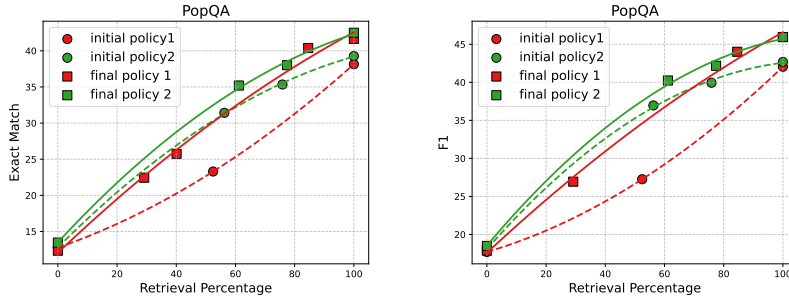 PopQA
Exact Match
40
35
30
25
20
15
0
20
40
60
80
100
Retrieval Percentage
initial policy1
initial policy2
final policy 1
final policy 2
PopQA
F1
45
40
35
30
25
20
0
20
40
60
80
100
Retrieval Percentage
initial policy1
initial policy2
final policy 1
final policy 2